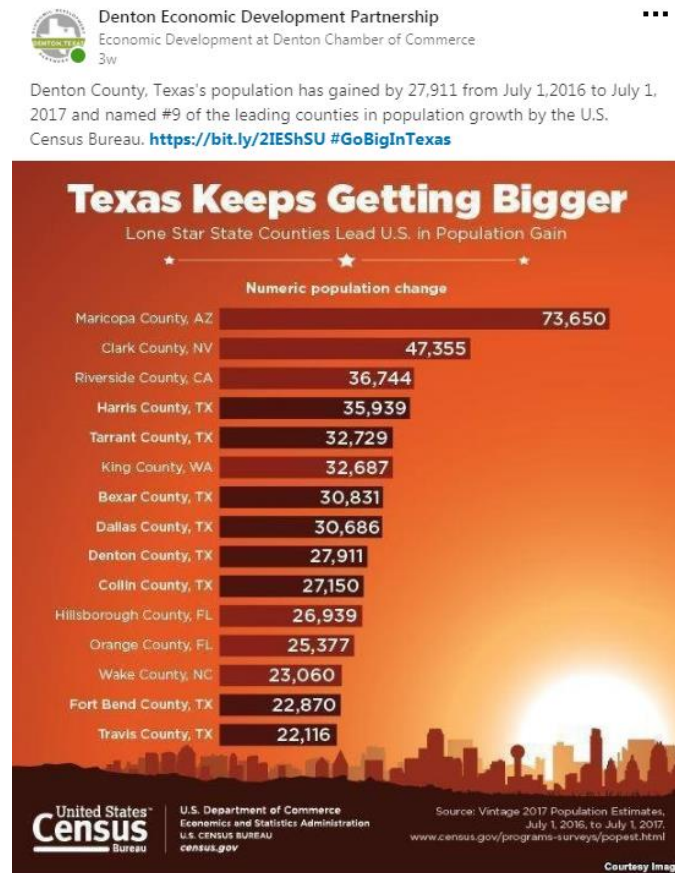 Denton Economic Development Partnership
Economic Development at Denton Chamber of Commerce
3w
DENTON, TEXAS
Denton County, Texas's population has gained by 27,911 from July 1,2016 to July 1,
2017 and named #9 of the leading counties in population growth by the U.S.
Census Bureau. https://bit.ly/2IEShSU #GoBigInTexas
Texas Keeps Getting Bigger
Lone Star State Counties Lead U.S. in Population Gain
Numeric population change
Maricopa County, AZ 73,650
Clark County, NV 47,355
Riverside County, CA 36,744
Harris County, TX 35,939
Tarrant County, TX 32,729
King County, WA 32,687
Bexar County, TX 30,831
Dallas County, TX 30,686
Denton County, TX 27,911
Collin County, TX 27,150
Hillsborough County, FL 26,939
Orange County, FL 25,377
Wake County, NC 23,060
Fort Bend County, TX 22,870
Travis County, TX 22,116
United States™
Census
Bureau
U.S. Department of Commerce
Economics and Statistics Administration
U.S. CENSUS BUREAU
census.gov
Source: Vintage 2017 Population Estimates,
July 1, 2016, to July 1, 2017.
www.census.gov/programs-surveys/popest.html
Courtesy Imag